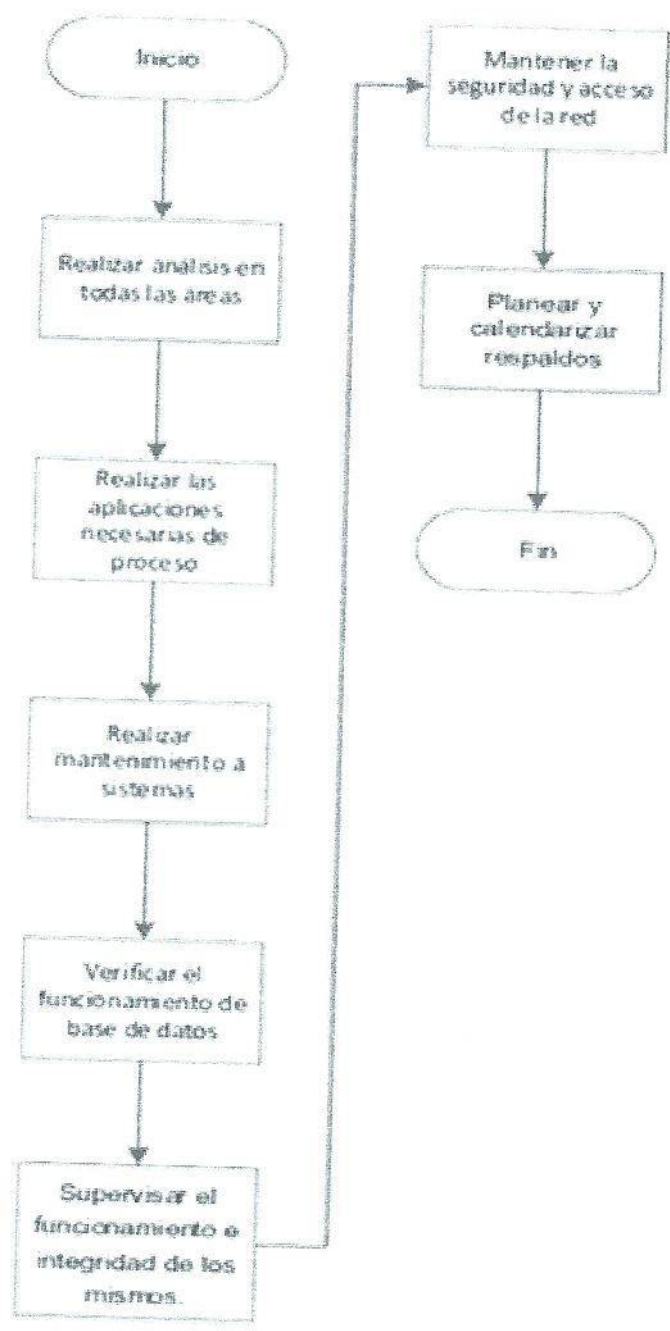 Inicio
Realizar análisis en
todas las áreas
Realizar las
aplicaciones
necesarias de
proceso
Realizar
mantenimiento a
sistemas
Verificar el
funcionamiento de
base de datos
Supervisar el
funcionamiento e
integridad de los
mismos.
Mantener la
seguridad y acceso
de la red
Planear y
calendarizar
respaldos
Fin